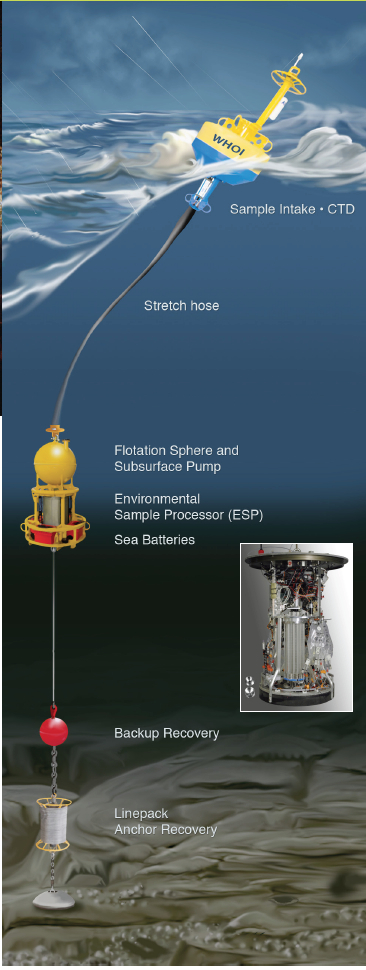 WHOI
Sample Intake • CTD
Stretch hose
Flotation Sphere and
Subsurface Pump
Environmental
Sample Processor (ESP)
Sea Batteries
Backup Recovery
Linepack
Anchor Recovery